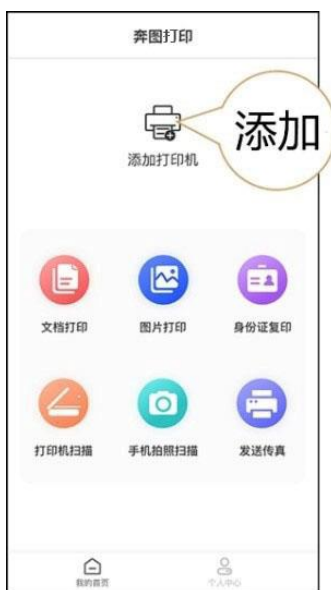 奔图打印
添加
添加打印机
文档打印
图片打印
身份证复印
打印机扫描
手机拍照扫描
发送传真
我的首页
个人中心